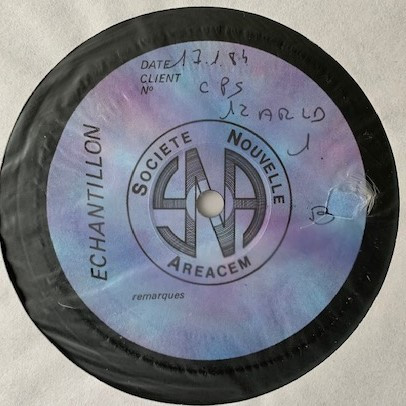 DATE 17.1.84
CLIENT
N° CPS
12 ARLD
1.
ECHANTILLON
SOCIETE NOUVELLE
SNA
AREACEM
B
remarques